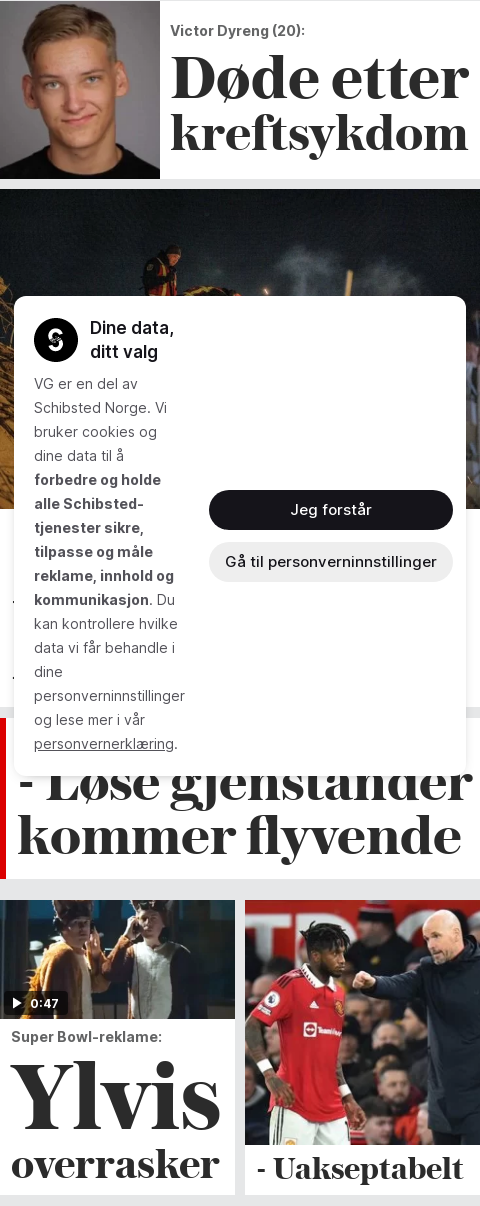 Victor Dyreng (20):
Døde etter
kreftsykdom
Dine data,
ditt valg
VG er en del av
Schibsted Norge. Vi
bruker cookies og
dine data til å
forbedre og holde
alle Schibsted-
tjenester sikre,
tilpasse og måle
reklame, innhold og
kommunikasjon. Du
kan kontrollere hvilke
data vi får behandle i
dine
personverninnstillinger
og lese mer i vår
personvernerklæring.
Jeg forstår
Gå til personverninnstillinger
- Løse gjenstander
kommer flyvende
0:47
Super Bowl-reklame:
Ylvis
overrasker
- Uakseptabelt